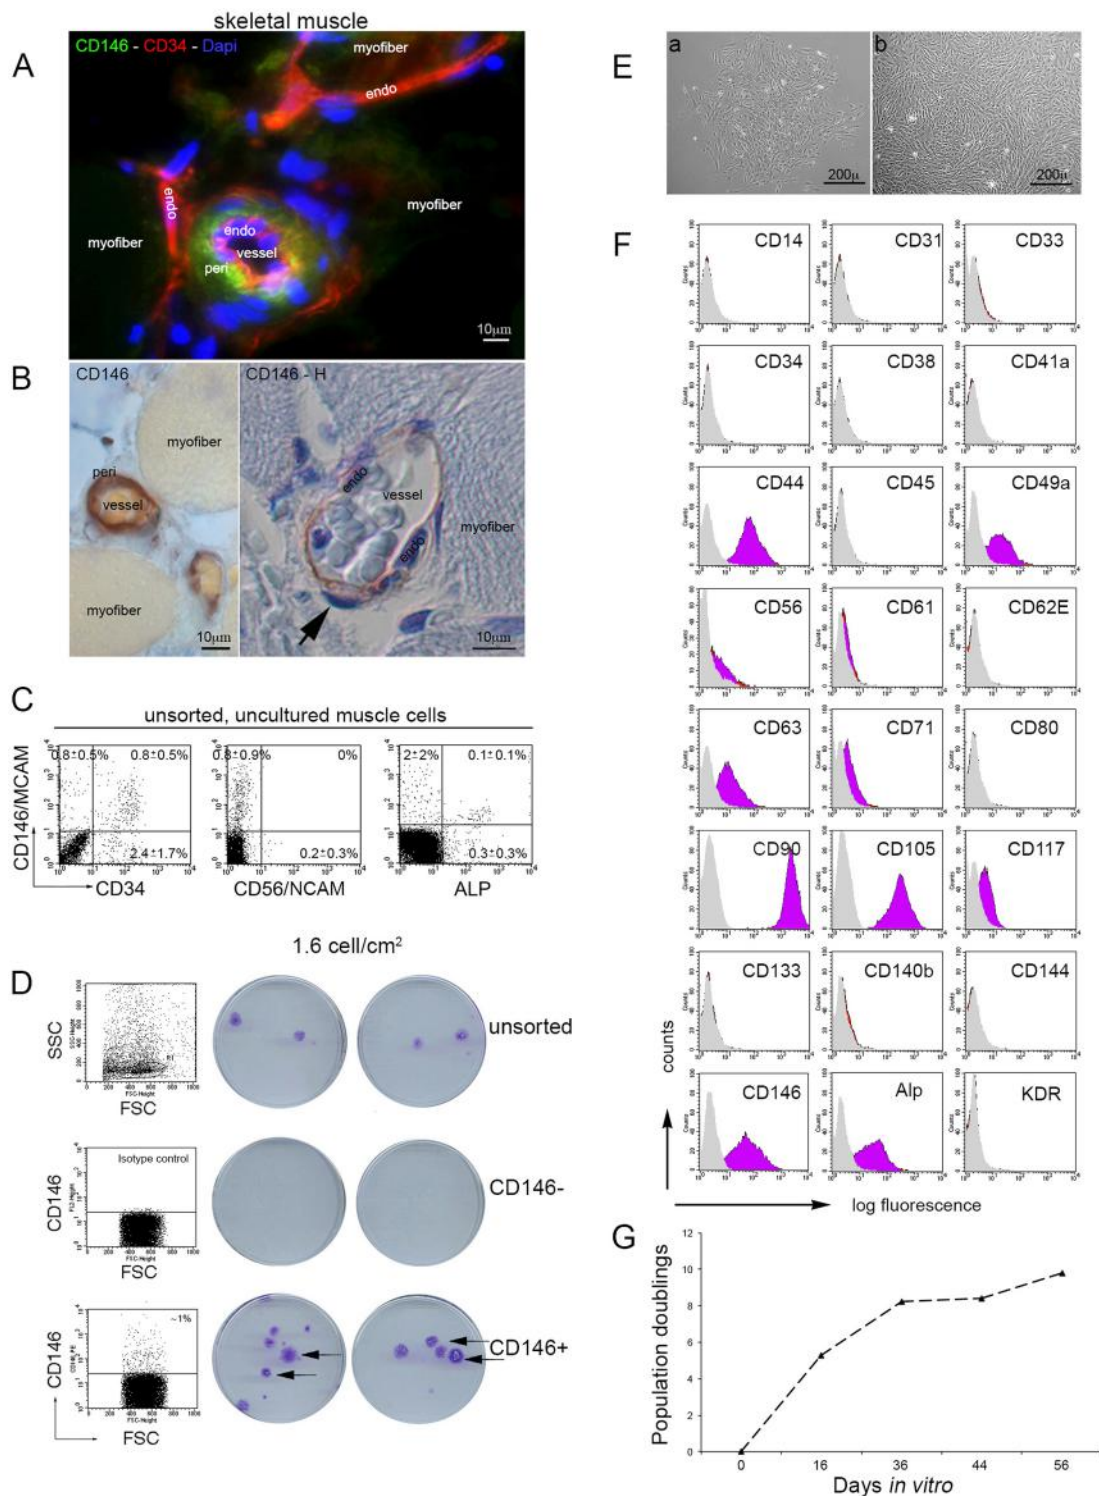 skeletal muscle
A
CD146 - CD34 - Dapi
myofiber
endo
endo
myofiber
myofiber
endo
vessel
peri
10μm
B
CD146
myofiber
peri
vessel
myofiber
10μm
CD146 - H
endo
vessel
myofiber
endo
10μm
C
unsorted, uncultured muscle cells
CD146/MCAM
0.8±0.5% 0.8±0.5%
2.4±1.7%
CD34
0.8±0.9% 0%
0.2±0.3%
CD56/NCAM
2±2% 0.1±0.1%
0.3±0.3%
ALP
1.6 cell/cm²
D
SSC
FSC-Height
FSC
unsorted
CD146
Isotype control
FSC-Height
FSC
CD146-
CD146
~1%
FSC-Height
FSC
CD146+
E
a
200μ
b
200μ
F
CD14 CD31 CD33
CD34 CD38 CD41a
CD44 CD45 CD49a
CD56 CD61 CD62E
CD63 CD71 CD80
CD90 CD105 CD117
CD133 CD140b CD144
CD146 Alp KDR
counts
log fluorescence
G
Population doublings
12
10
8
6
4
2
0
0 16 36 44 56
Days in vitro